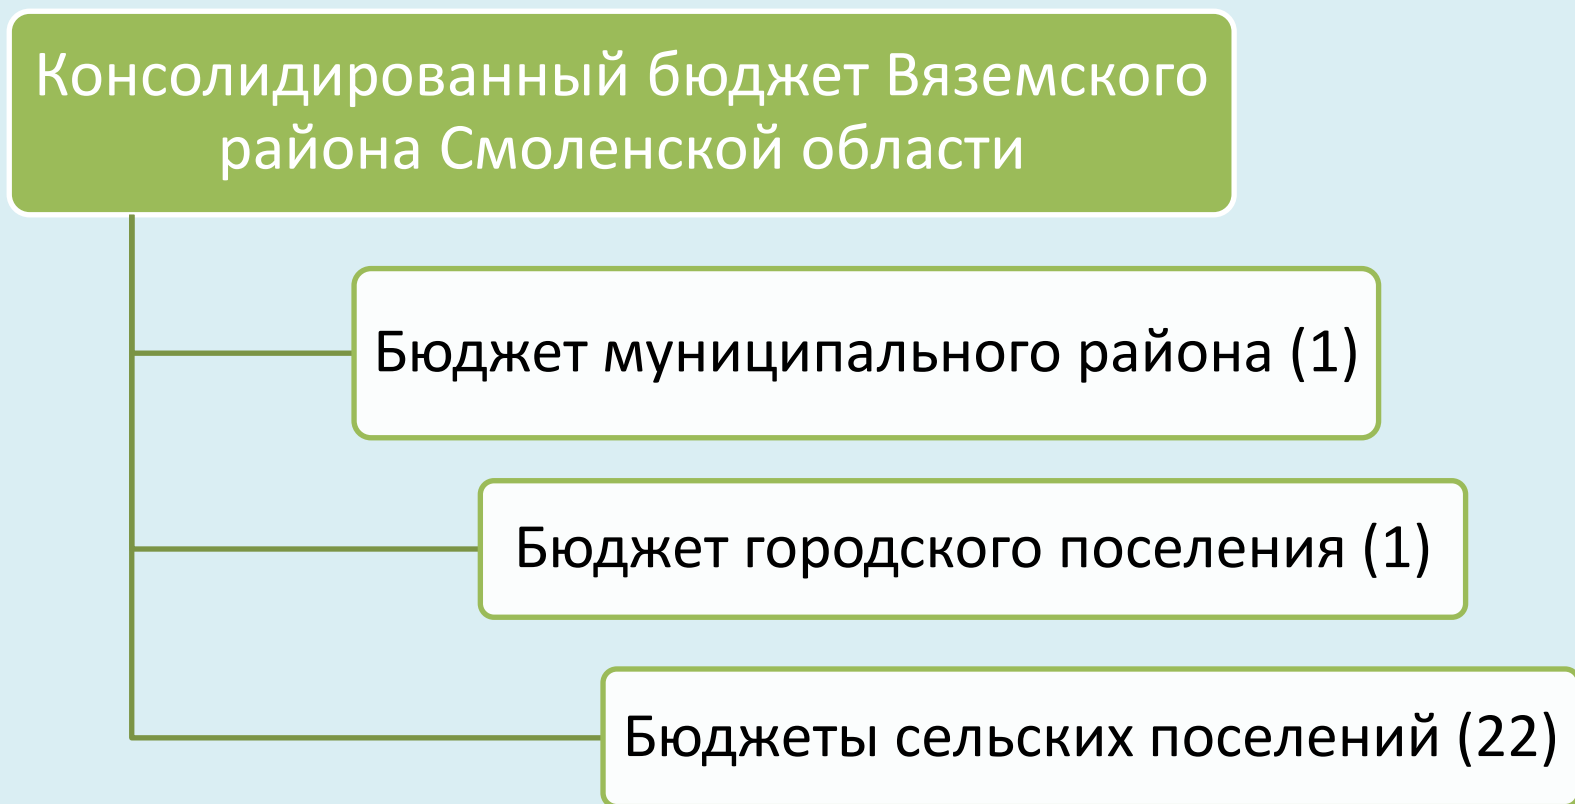 Консолидированный бюджет Вяземского
района Смоленской области
Бюджет муниципального района (1)
Бюджет городского поселения (1)
Бюджеты сельских поселений (22)